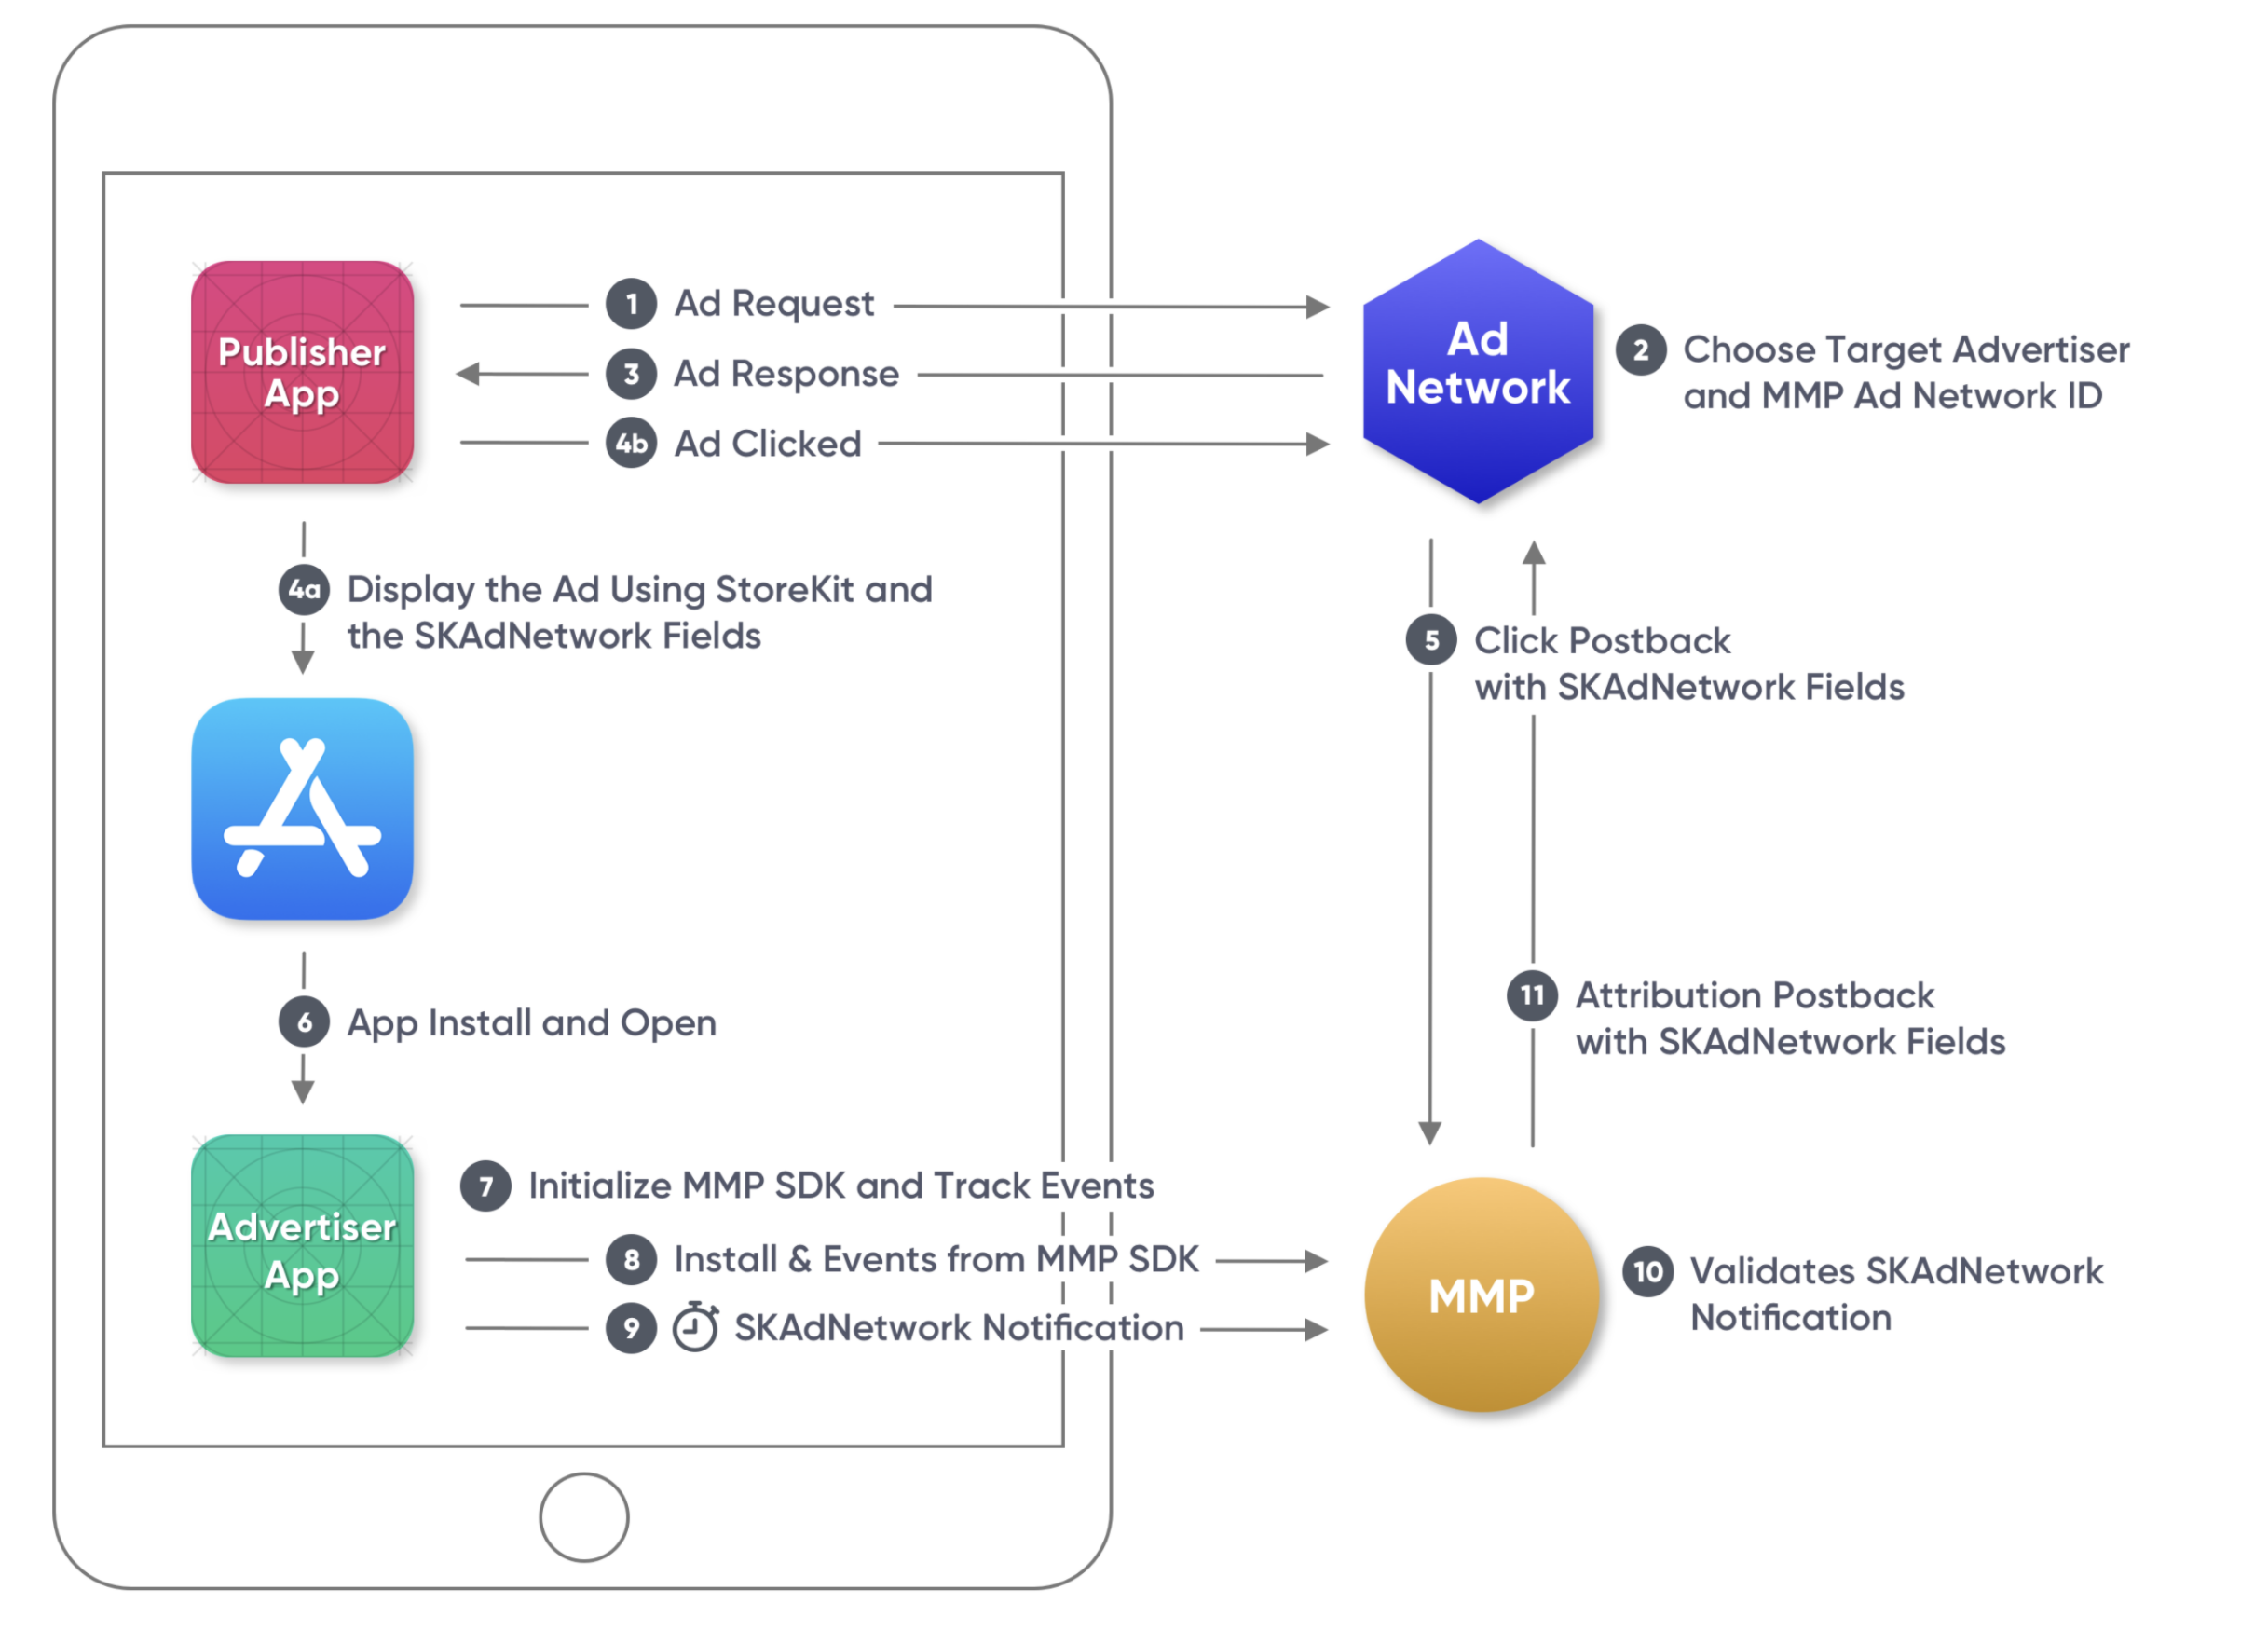 Publisher
App
1 Ad Request
3 Ad Response
4b Ad Clicked
Ad
Network
2 Choose Target Advertiser
and MMP Ad Network ID
4a Display the Ad Using StoreKit and
the SKAdNetwork Fields
5 Click Postback
with SKAdNetwork Fields
6 App Install and Open
11 Attribution Postback
with SKAdNetwork Fields
Advertiser
App
7 Initialize MMP SDK and Track Events
8 Install & Events from MMP SDK
9 SKAdNetwork Notification
MMP
10 Validates SKAdNetwork
Notification